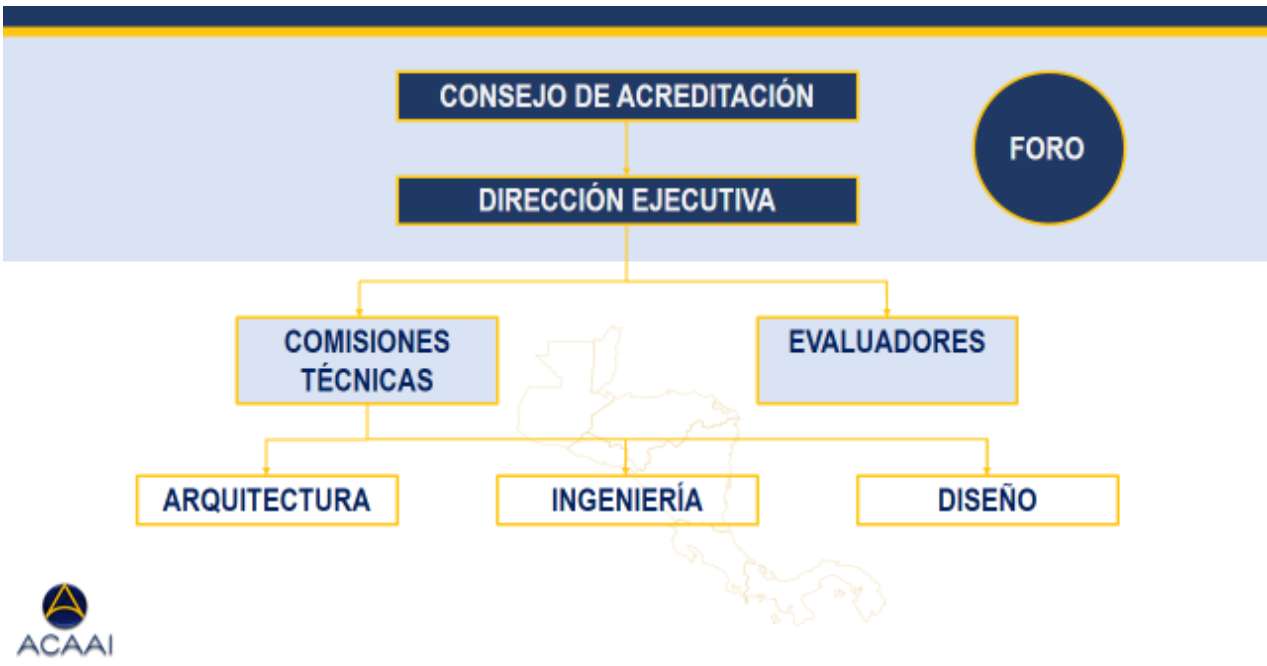 CONSEJO DE ACREDITACIÓN
FORO
DIRECCIÓN EJECUTIVA
COMISIONES
TÉCNICAS
EVALUADORES
ARQUITECTURA
INGENIERÍA
DISEÑO
ACAAI